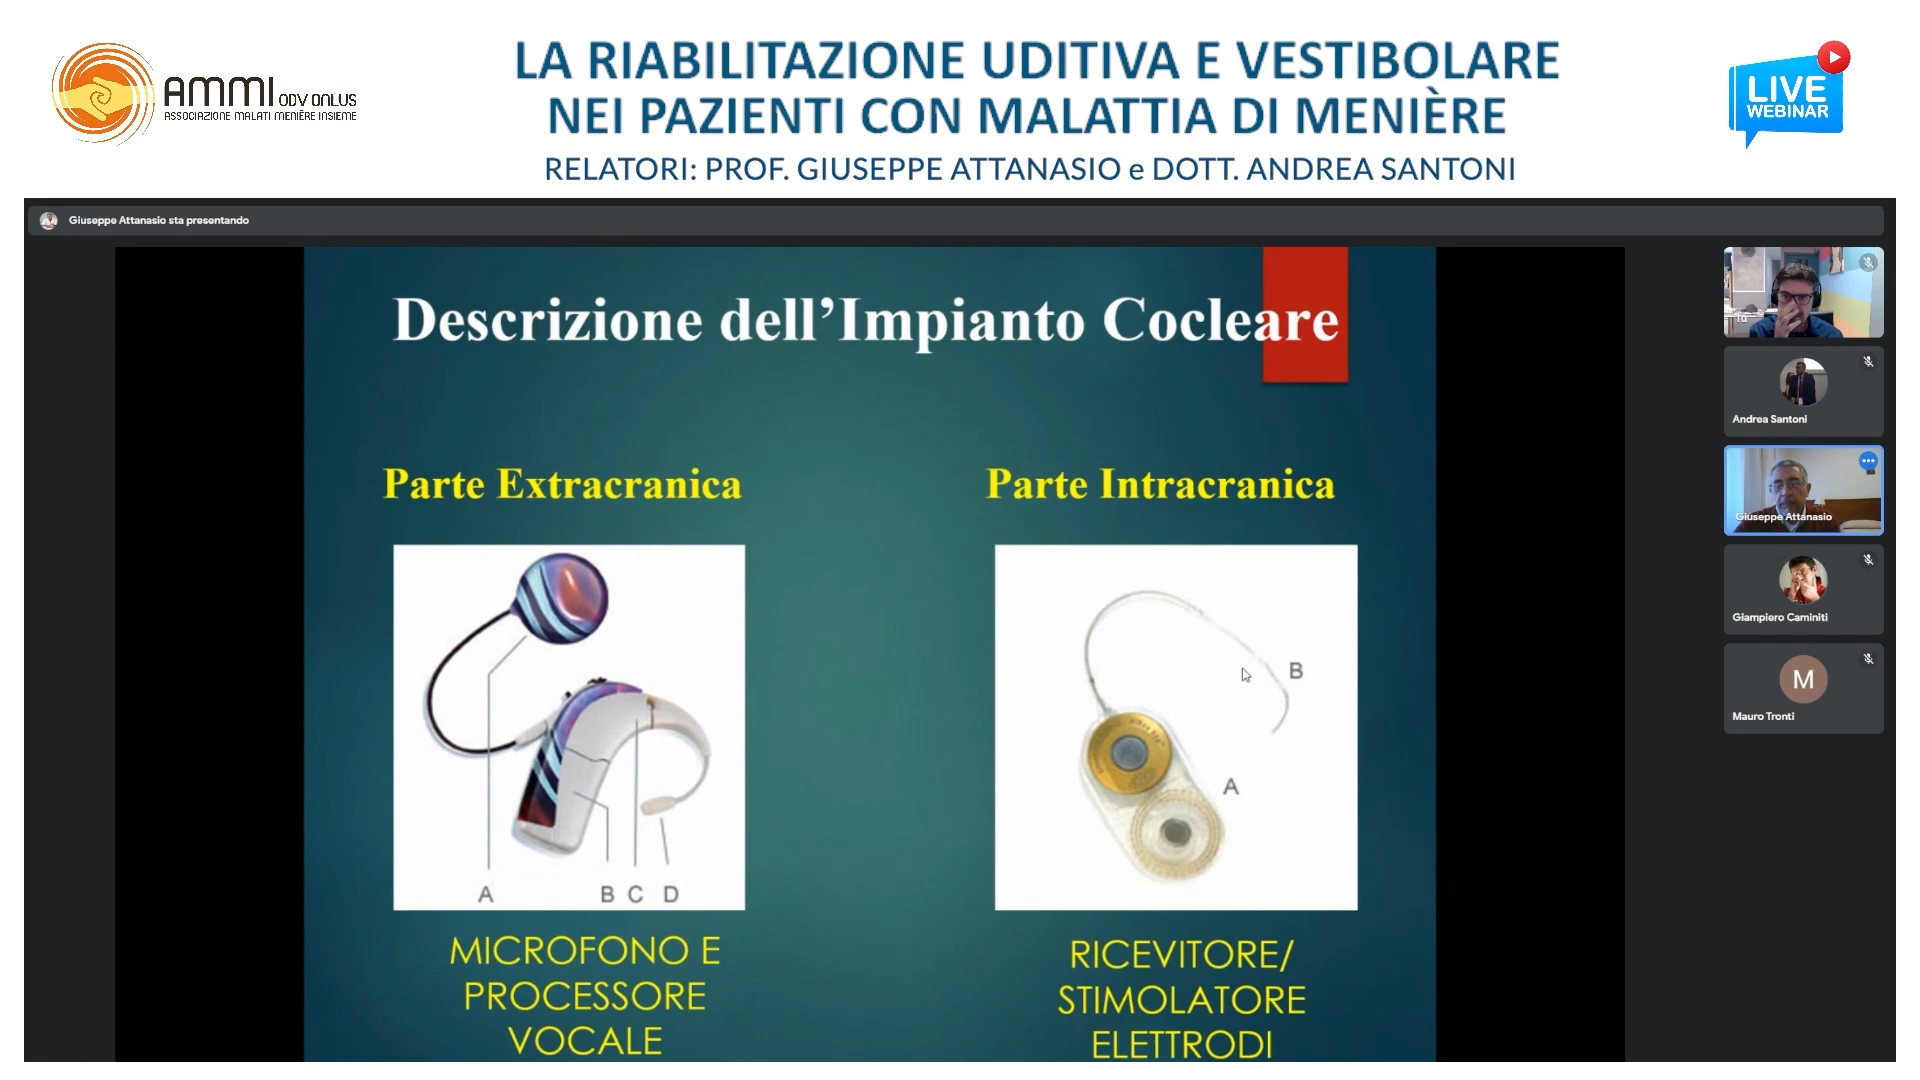 AMMI ODV ONLUS
ASSOCIAZIONE MALATI MENIÈRE INSIEME
LA RIABILITAZIONE UDITIVA E VESTIBOLARE
NEI PAZIENTI CON MALATTIA DI MENIÈRE
RELATORI: PROF. GIUSEPPE ATTANASIO e DOTT. ANDREA SANTONI
LIVE
WEBINAR
Giuseppe Attanasio sta presentando
Descrizione dell'Impianto Cocleare
Parte Extracranica
Parte Intracranica
A
B C D
B
A
MICROFONO E
PROCESSORE
VOCALE
RICEVITORE/
STIMOLATORE
ELETTRODI
Tu
Andrea Santoni
Giuseppe Attanasio
Giampiero Caminiti
M
Mauro Tronti